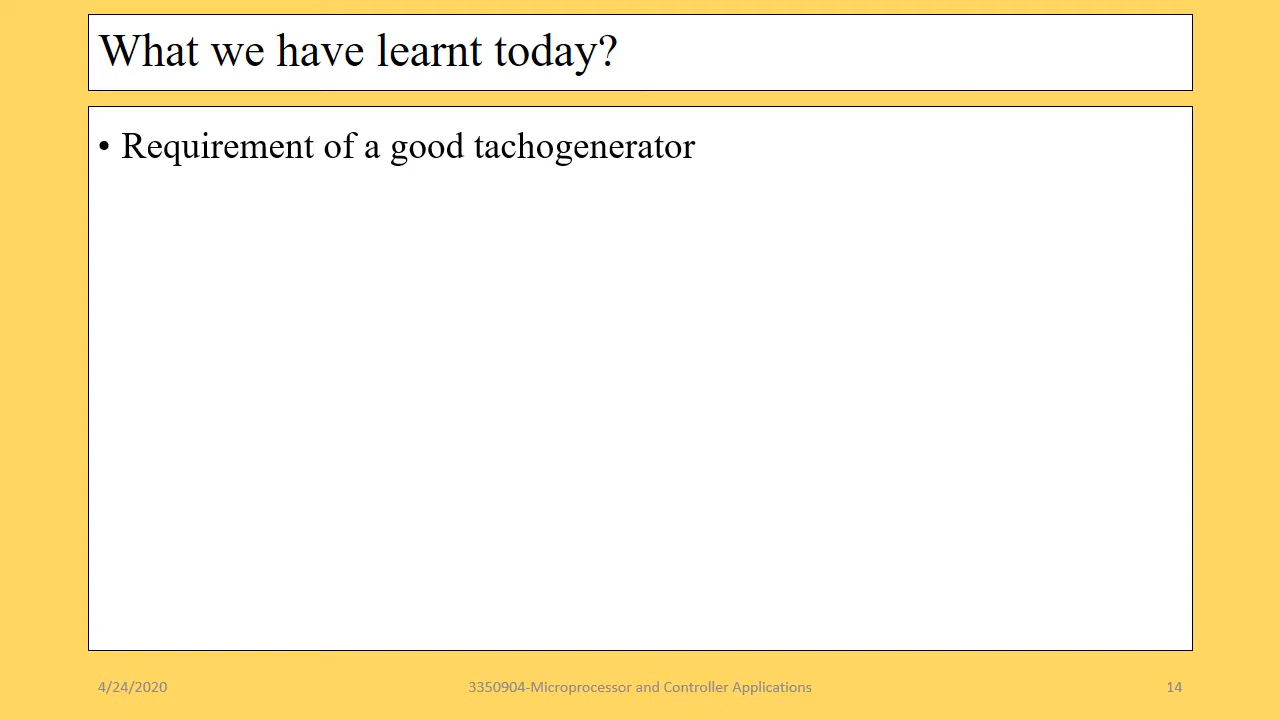 What we have learnt today?
• Requirement of a good tachogenerator
4/24/2020
3350904-Microprocessor and Controller Applications
14